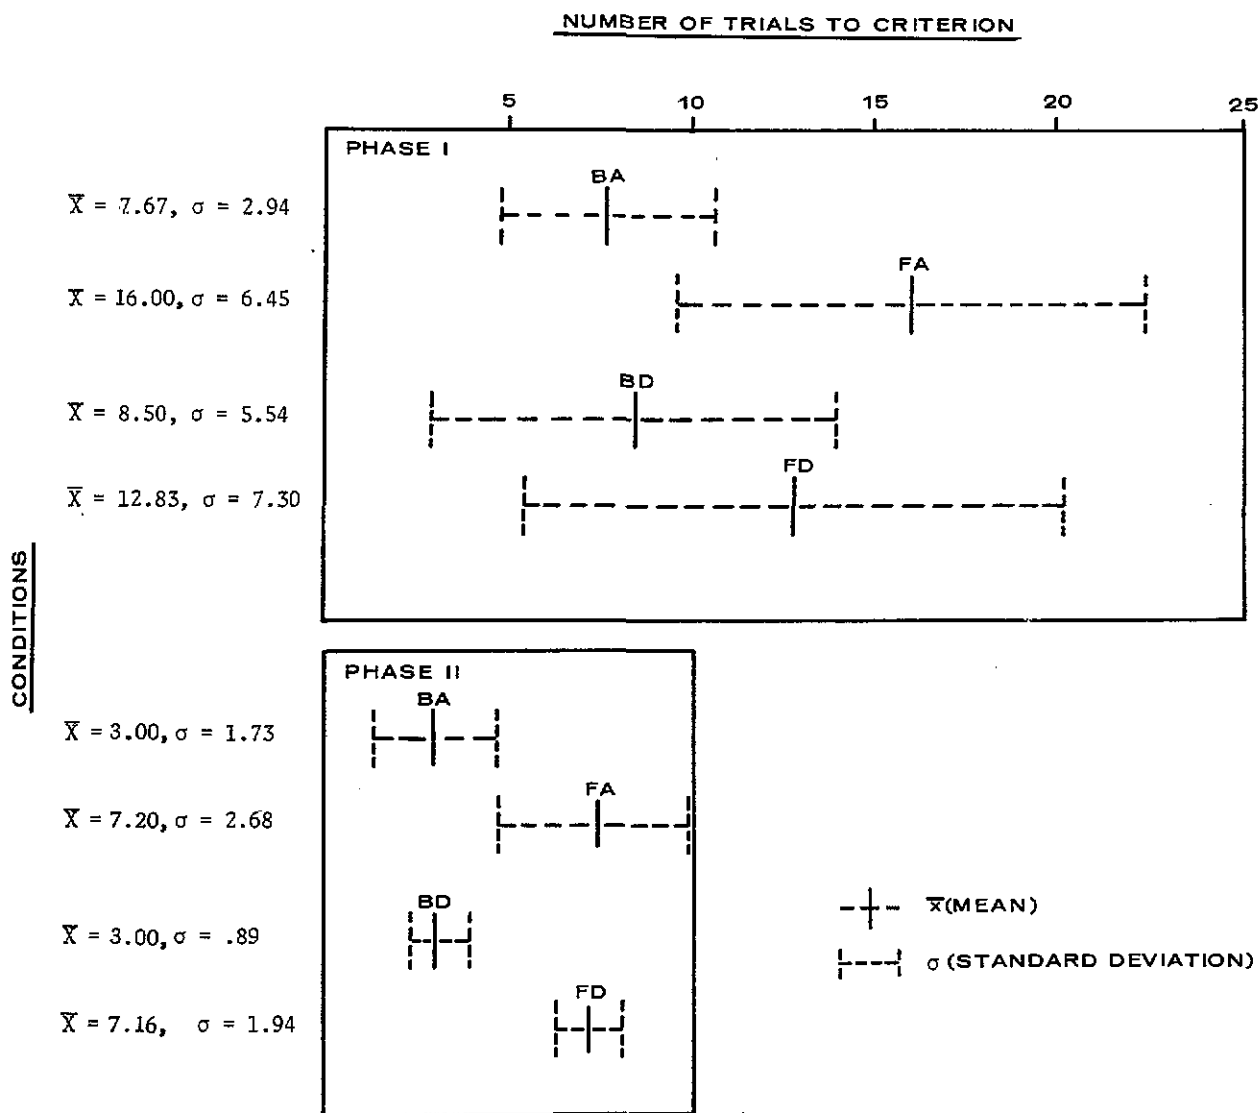 NUMBER OF TRIALS TO CRITERION
5 10 15 20 25
PHASE I
BA
X̅ = 7.67, σ = 2.94
FA
X̅ = 16.00, σ = 6.45
BD
X̅ = 8.50, σ = 5.54
FD
X̅ = 12.83, σ = 7.30
CONDITIONS
PHASE II
BA
X̅ = 3.00, σ = 1.73
FA
X̅ = 7.20, σ = 2.68
BD
X̅ = 3.00, σ = .89
FD
X̅ = 7.16, σ = 1.94
x̅ (MEAN)
σ (STANDARD DEVIATION)